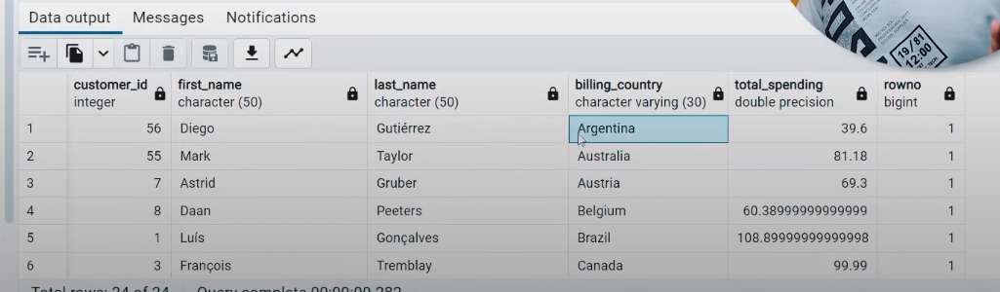 Data output Messages Notifications
19/81
12:00
customer_id first_name last_name billing_country total_spending rowno
integer character (50) character (50) character varying (30) double precision bigint
1 56 Diego Gutiérrez Argentina 39.6 1
2 55 Mark Taylor Australia 81.18 1
3 7 Astrid Gruber Austria 69.3 1
4 8 Daan Peeters Belgium 60.38999999999999 1
5 1 Luís Gonçalves Brazil 108.89999999999998 1
6 3 François Tremblay Canada 99.99 1
Total rows: 24 of 24 Query complete 00:00:00.282